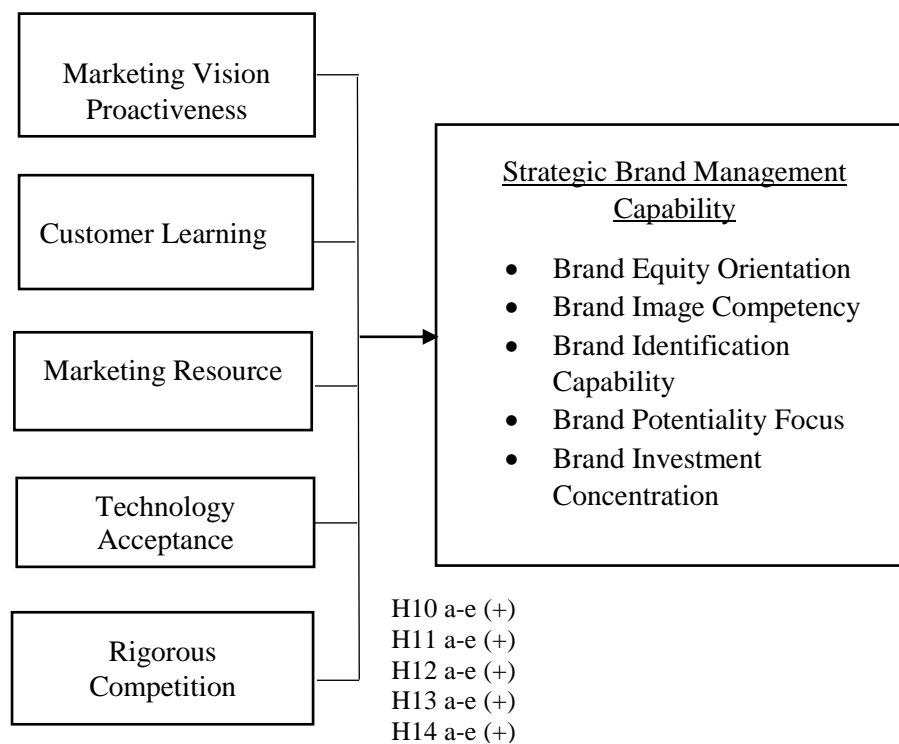 Marketing Vision
Proactiveness
Customer Learning
Marketing Resource
Technology
Acceptance
Rigorous
Competition
Strategic Brand Management
Capability
• Brand Equity Orientation
• Brand Image Competency
• Brand Identification
Capability
• Brand Potentiality Focus
• Brand Investment
Concentration
H10 a-e (+)
H11 a-e (+)
H12 a-e (+)
H13 a-e (+)
H14 a-e (+)